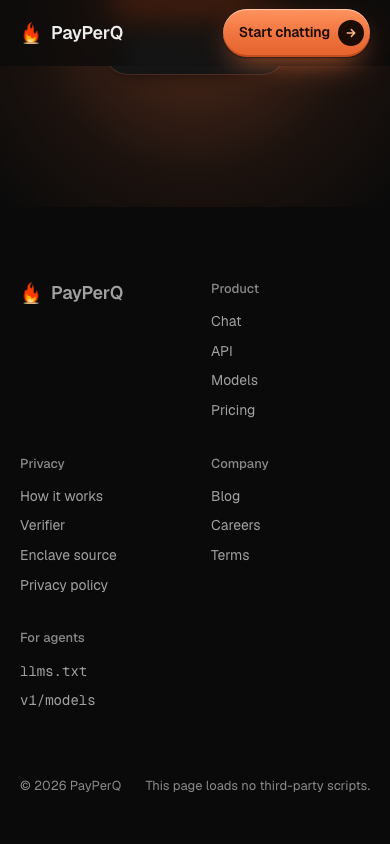 PayPerQ
Start chatting
PayPerQ
Product
Chat
API
Models
Pricing
Privacy
How it works
Verifier
Enclave source
Privacy policy
Company
Blog
Careers
Terms
For agents
llms.txt
v1/models
© 2026 PayPerQ
This page loads no third-party scripts.